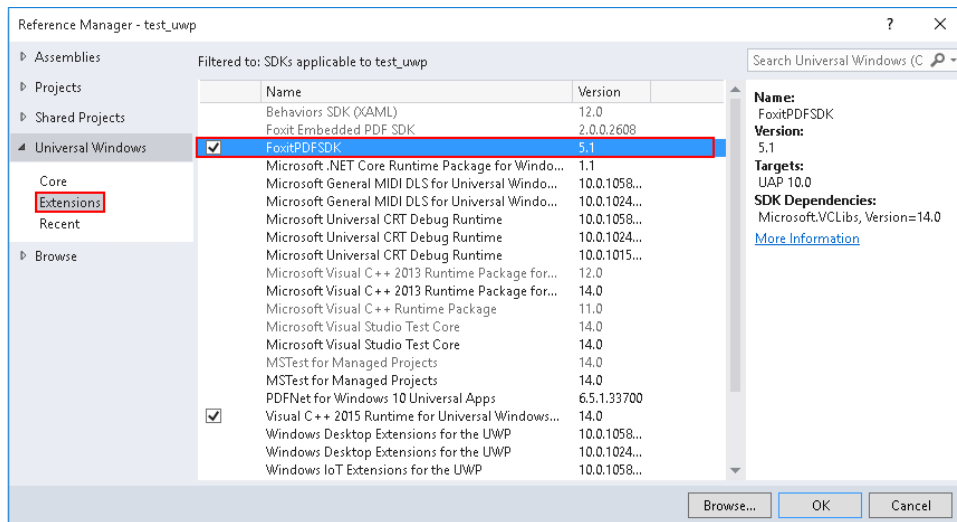 Reference Manager - test_uwp
? ×
Assemblies
Projects
Shared Projects
Universal Windows
Core
Extensions
Recent
Browse
Filtered to: SDKs applicable to test_uwp
Name Version
Behaviors SDK (XAML) 12.0
Foxit Embedded PDF SDK 2.0.0.2608
FoxitPDFSDK 5.1
Microsoft .NET Core Runtime Package for Windo... 1.1
Microsoft General MIDI DLS for Universal Windo... 10.0.1058...
Microsoft General MIDI DLS for Universal Windo... 10.0.1024...
Microsoft Universal CRT Debug Runtime 10.0.1058...
Microsoft Universal CRT Debug Runtime 10.0.1024...
Microsoft Universal CRT Debug Runtime 10.0.1015...
Microsoft Visual C++ 2013 Runtime Package for... 12.0
Microsoft Visual C++ 2013 Runtime Package for... 14.0
Microsoft Visual C++ Runtime Package 11.0
Microsoft Visual Studio Test Core 14.0
Microsoft Visual Studio Test Core 14.0
MSTest for Managed Projects 14.0
MSTest for Managed Projects 14.0
PDFNet for Windows 10 Universal Apps 6.5.1.33700
Visual C++ 2015 Runtime for Universal Windows... 14.0
Windows Desktop Extensions for the UWP 10.0.1058...
Windows Desktop Extensions for the UWP 10.0.1024...
Windows IoT Extensions for the UWP 10.0.1058...
Search Universal Windows (C
Name:
FoxitPDFSDK
Version:
5.1
Targets:
UAP 10.0
SDK Dependencies:
Microsoft.VCLibs, Version=14.0
More Information
Browse... OK Cancel